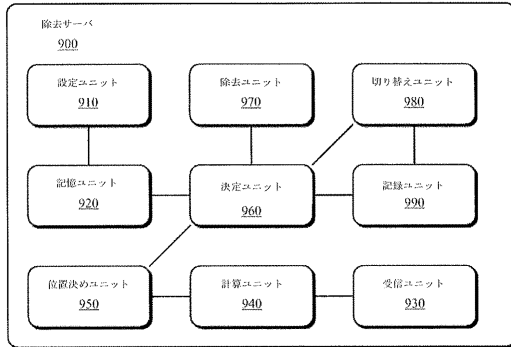 除去サーバ
900
設定ユニット
910
除去ユニット
970
切り替えユニット
980
記憶ユニット
920
決定ユニット
960
記録ユニット
990
位置決めユニット
950
計算ユニット
940
受信ユニット
930